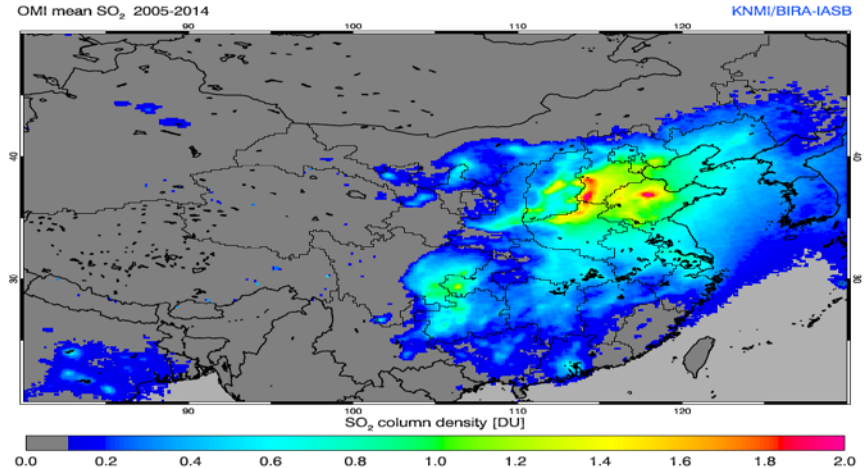 OMI mean SO₂ 2005-2014 KNMI/BIRA-IASB
90 100 110 120
40 40
30 30
90 100 110 120
SO₂ column density [DU]
0.0 0.2 0.4 0.6 0.8 1.0 1.2 1.4 1.6 1.8 2.0